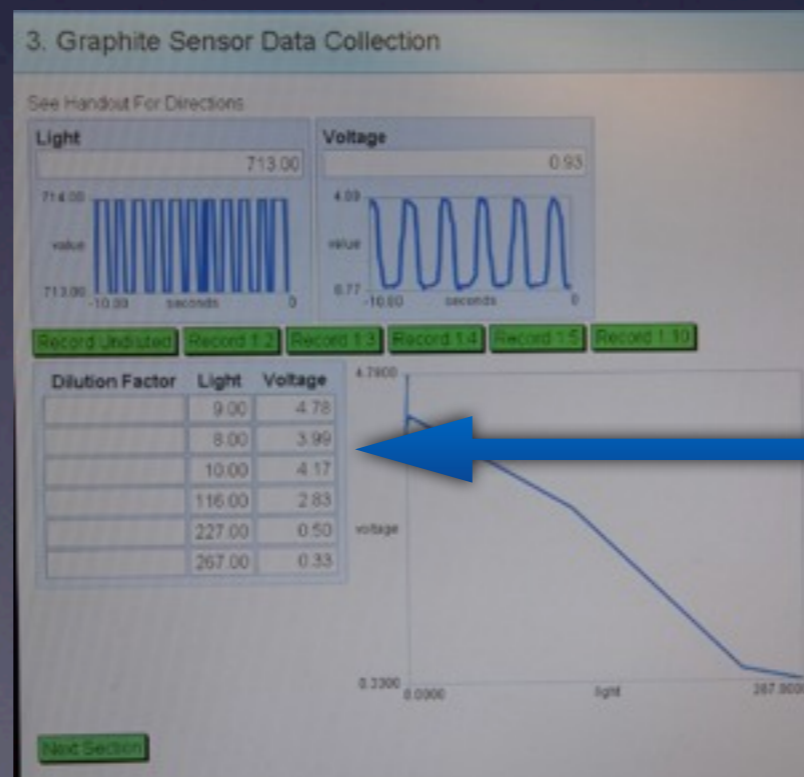 3. Graphite Sensor Data Collection
See Handout For Directions
Light
713.00
714.00
value
713.00
-10.00 seconds 0
Voltage
0.93
4.09
value
0.77
-10.00 seconds 0
Record Undiluted Record 1:2 Record 1:3 Record 1:4 Record 1:5 Record 1:10
Dilution Factor Light Voltage
9.00 4.78
8.00 3.99
10.00 4.17
116.00 2.83
227.00 0.50
267.00 0.33
4.7800
voltage
0.3300
0.0000 light 267.0000
Next Section